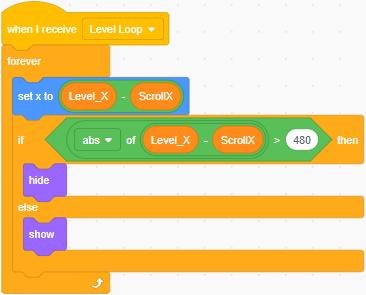 when I receive Level Loop
forever
set x to Level_X - ScrollX
if abs of Level_X - ScrollX > 480 then
hide
else
show